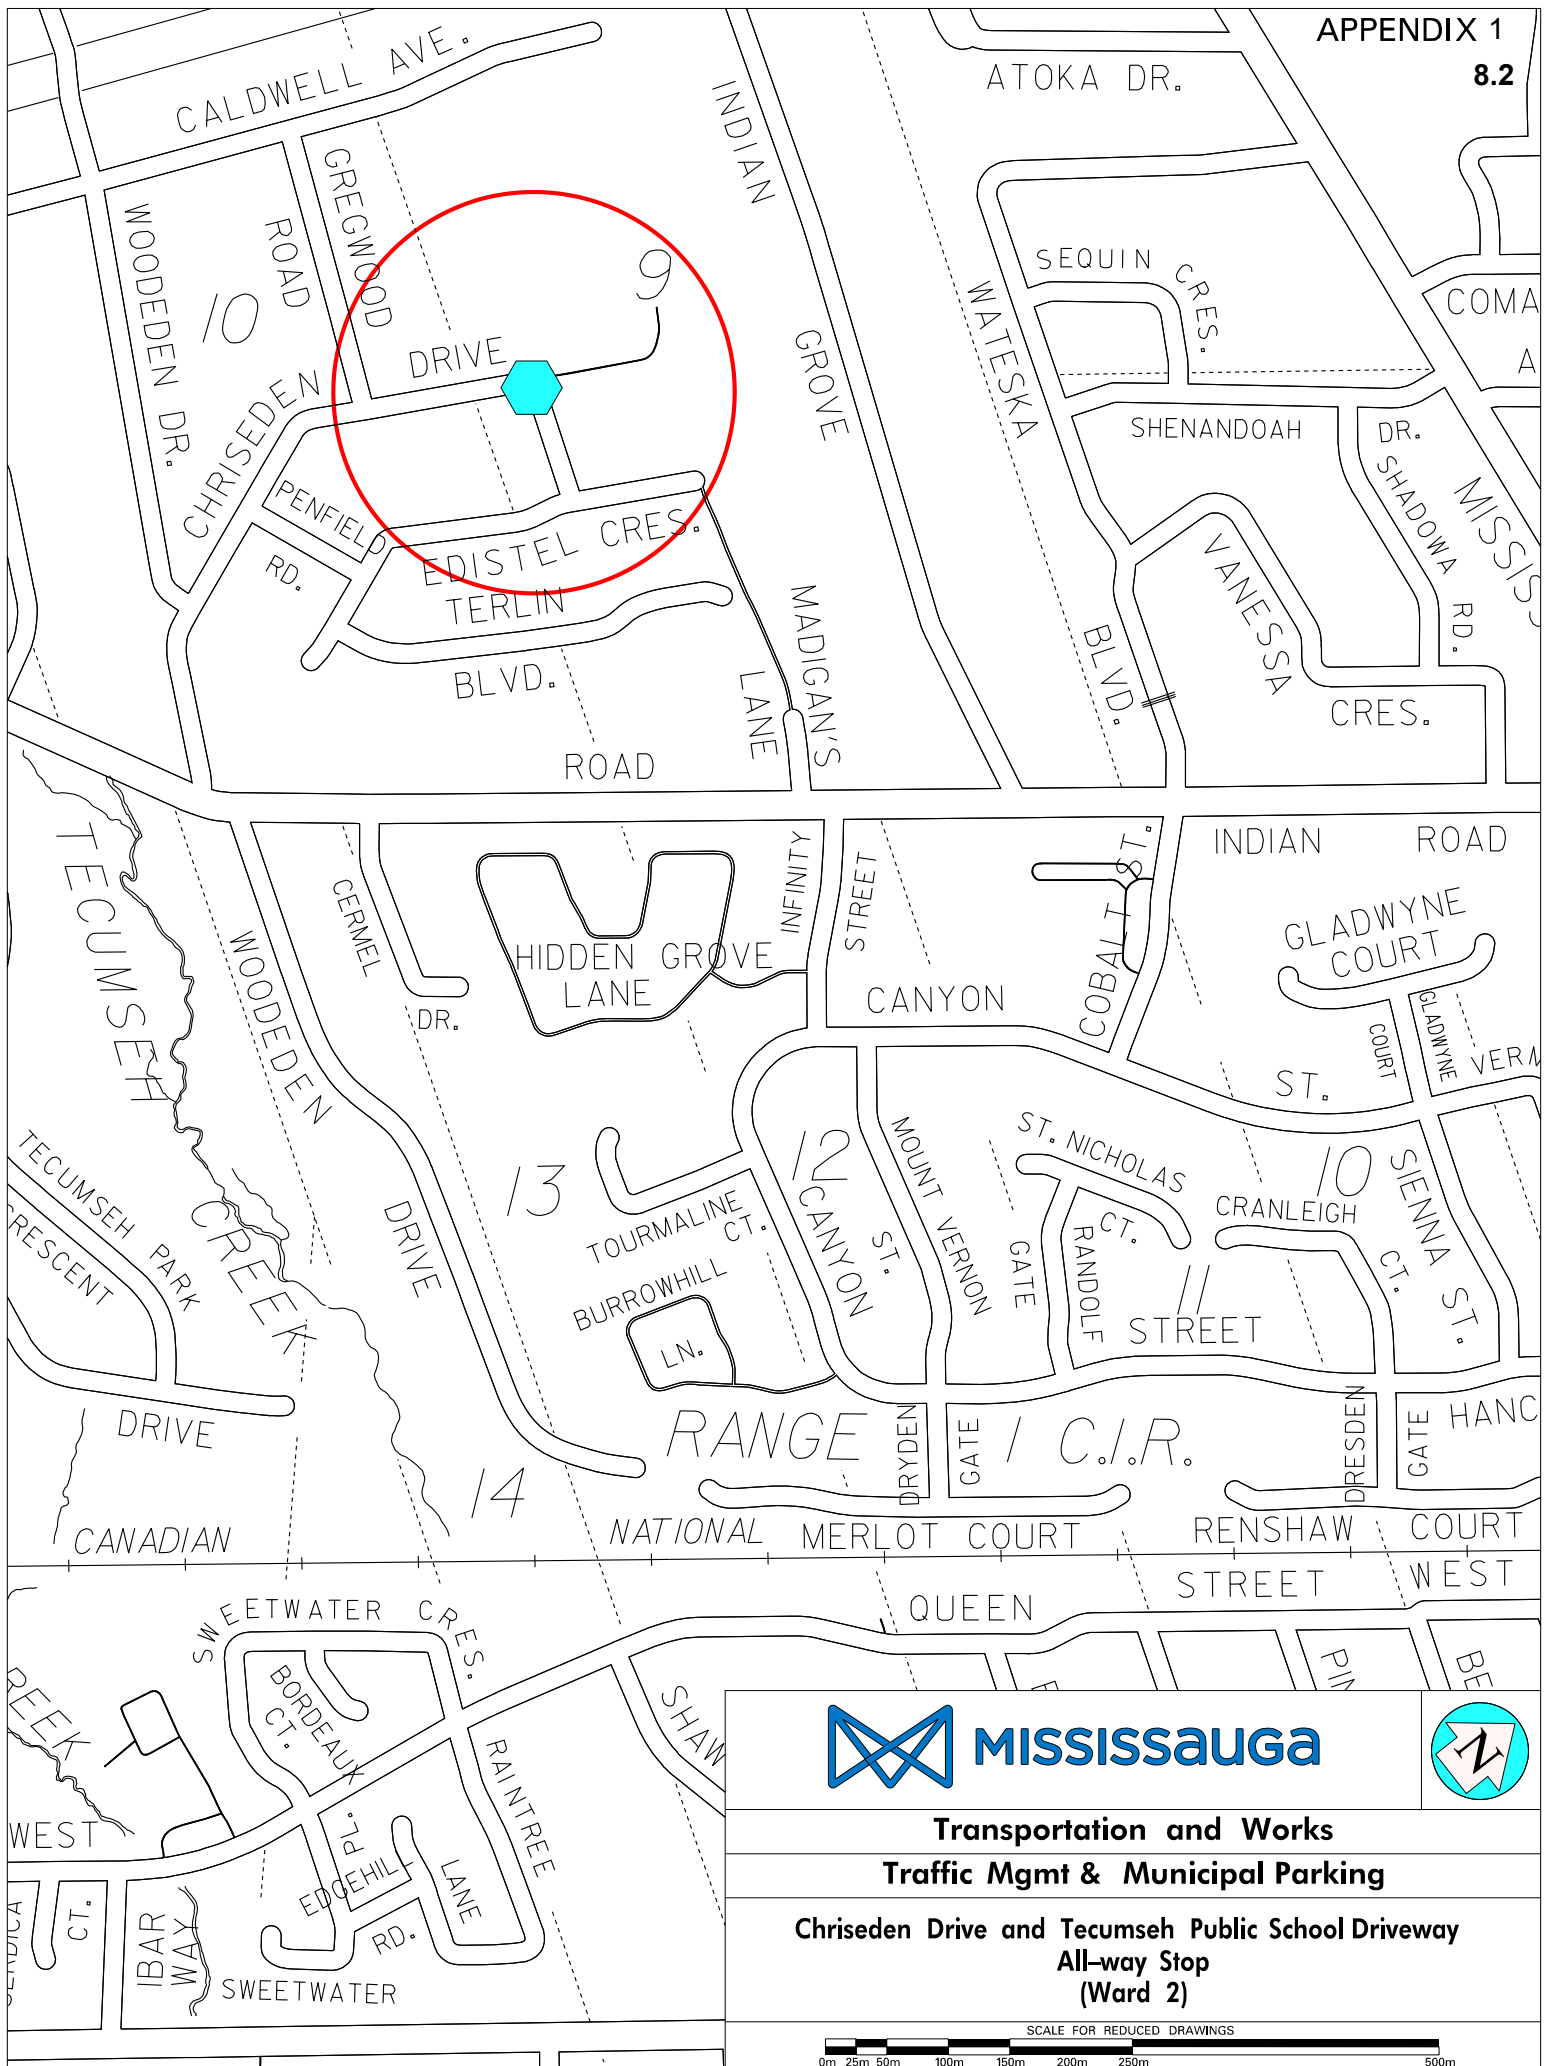 APPENDIX 1
8.2
CALDWELL AVE.
ATOKA DR.
INDIAN
GROVE
GREGWOOD
ROAD
WOODEDEN DR.
10
9
SEQUIN
CRES.
WATESKA
BLVD.
COMA
A
DRIVE
CHRISEDEN
SHENANDOAH
DR.
SHADOWA
RD.
MISSIS
PENFIELD
RD.
EDISTEL CRES.
TERLIN
BLVD.
VANESSA
CRES.
MADIGAN'S
LANE
ROAD
INDIAN ROAD
TECUMSEH
CREEK
WOODEDEN
DRIVE
CERMEL
DR.
HIDDEN GROVE
LANE
INFINITY
STREET
COBALT ST.
GLADWYNE
COURT
GLADWYNE
COURT
CANYON
ST.
VERN
TECUMSEH PARK
CRESCENT
13
12
10
11
MOUNT VERNON
ST. NICHOLAS
CT.
CRANLEIGH
CT.
SIENNA ST.
TOURMALINE
CT.
CANYON
ST.
GATE
RANDOLF
STREET
BURROWHILL
LN.
DRIVE
RANGE 1 C.I.R.
DRYDEN
GATE
DRESDEN
GATE
HANC
14
CANADIAN
NATIONAL
MERLOT COURT
RENSHAW COURT
QUEEN STREET WEST
SWEETWATER CRES.
BORDEAUX
CT.
REEK
SHAW
PIN
BE
RAINTREE
LANE
WEST
PL.
EDGEHILL
RD.
CT.
IBAR
WAY
SWEETWATER
MISSISSAUGA
N
Transportation and Works
Traffic Mgmt & Municipal Parking
Chriseden Drive and Tecumseh Public School Driveway
All-way Stop
(Ward 2)
SCALE FOR REDUCED DRAWINGS
0m 25m 50m 100m 150m 200m 250m 500m